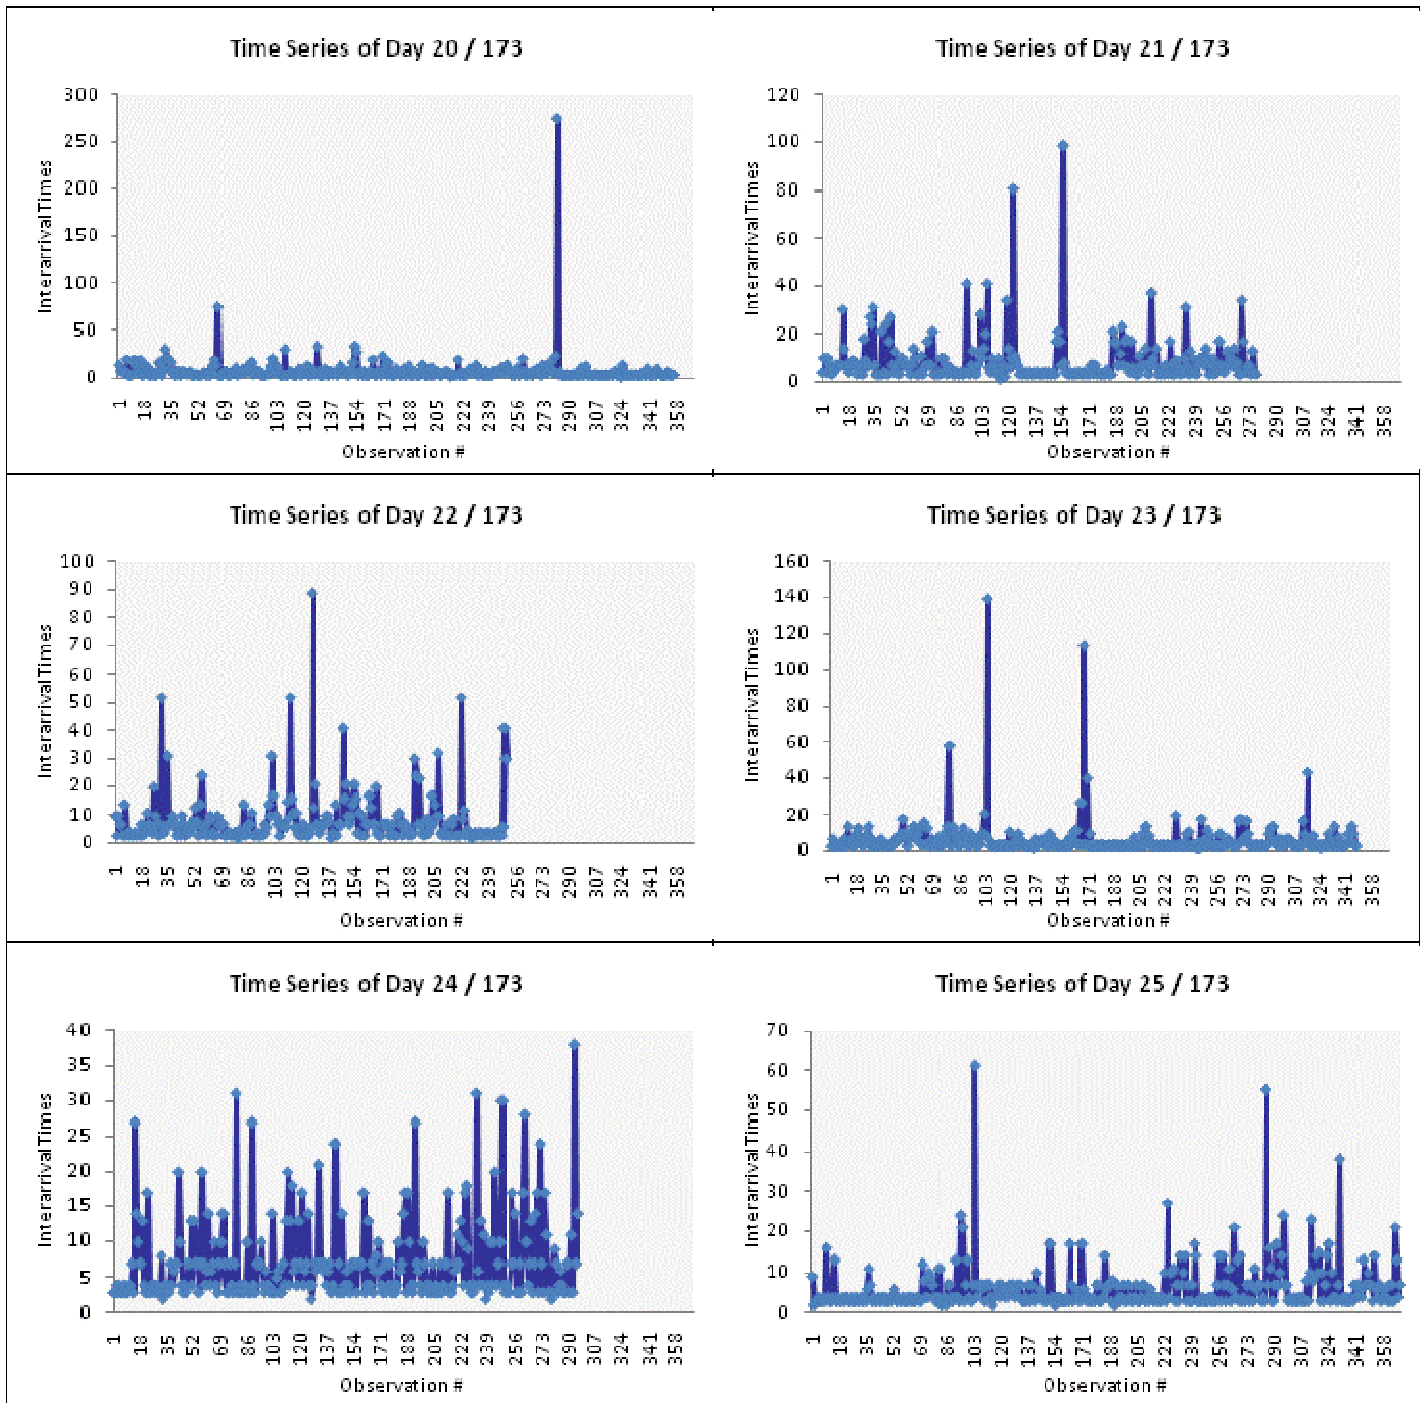 Time Series of Day 20 / 173
300
250
200
150
100
50
0
Interarrival Times
1 18 35 52 69 86 103 120 137 154 171 188 205 222 239 256 273 290 307 324 341 358
Observation #
Time Series of Day 21 / 173
120
100
80
60
40
20
0
Interarrival Times
1 18 35 52 69 86 103 120 137 154 171 188 205 222 239 256 273 290 307 324 341 358
Observation #
Time Series of Day 22 / 173
100
90
80
70
60
50
40
30
20
10
0
Interarrival Times
1 18 35 52 69 86 103 120 137 154 171 188 205 222 239 256 273 290 307 324 341 358
Observation #
Time Series of Day 23 / 173
160
140
120
100
80
60
40
20
0
Interarrival Times
1 18 35 52 69 86 103 120 137 154 171 188 205 222 239 256 273 290 307 324 341 358
Observation #
Time Series of Day 24 / 173
40
35
30
25
20
15
10
5
0
Interarrival Times
1 18 35 52 69 86 103 120 137 154 171 188 205 222 239 256 273 290 307 324 341 358
Observation #
Time Series of Day 25 / 173
70
60
50
40
30
20
10
0
Interarrival Times
1 18 35 52 69 86 103 120 137 154 171 188 205 222 239 256 273 290 307 324 341 358
Observation #